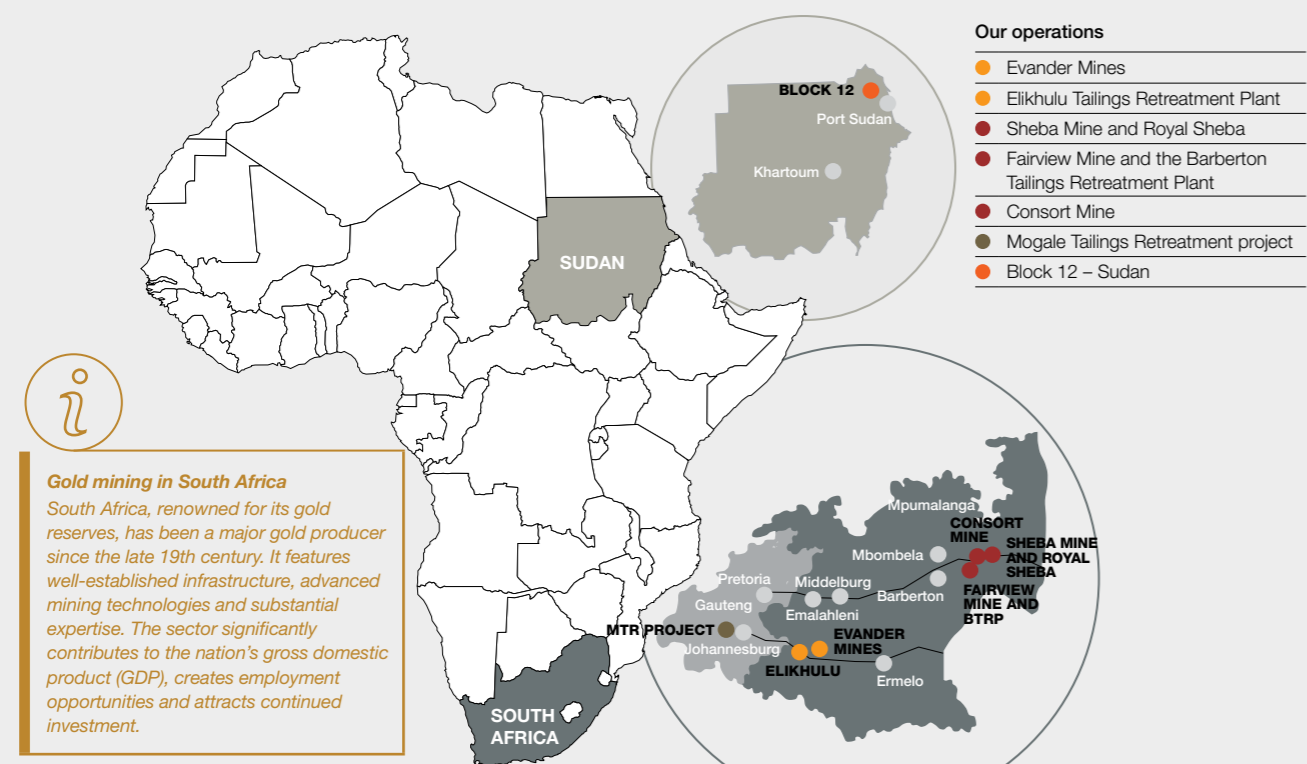 Our operations
Evander Mines
Elikhulu Tailings Retreatment Plant
Sheba Mine and Royal Sheba
Fairview Mine and the Barberton
Tailings Retreatment Plant
Consort Mine
Mogale Tailings Retreatment project
Block 12 – Sudan
BLOCK 12
Port Sudan
Khartoum
SUDAN
i
Gold mining in South Africa
South Africa, renowned for its gold
reserves, has been a major gold producer
since the late 19th century. It features
well-established infrastructure, advanced
mining technologies and substantial
expertise. The sector significantly
contributes to the nation's gross domestic
product (GDP), creates employment
opportunities and attracts continued
investment.
SOUTH
AFRICA
Mpumalanga
CONSORT
MINE
SHEBA MINE
AND ROYAL
SHEBA
Mbombela
Barberton
FAIRVIEW
MINE AND
BTRP
Pretoria
Middelburg
Gauteng
Emalahleni
MTR PROJECT
Johannesburg
EVANDER
MINES
ELIKHULU
Ermelo